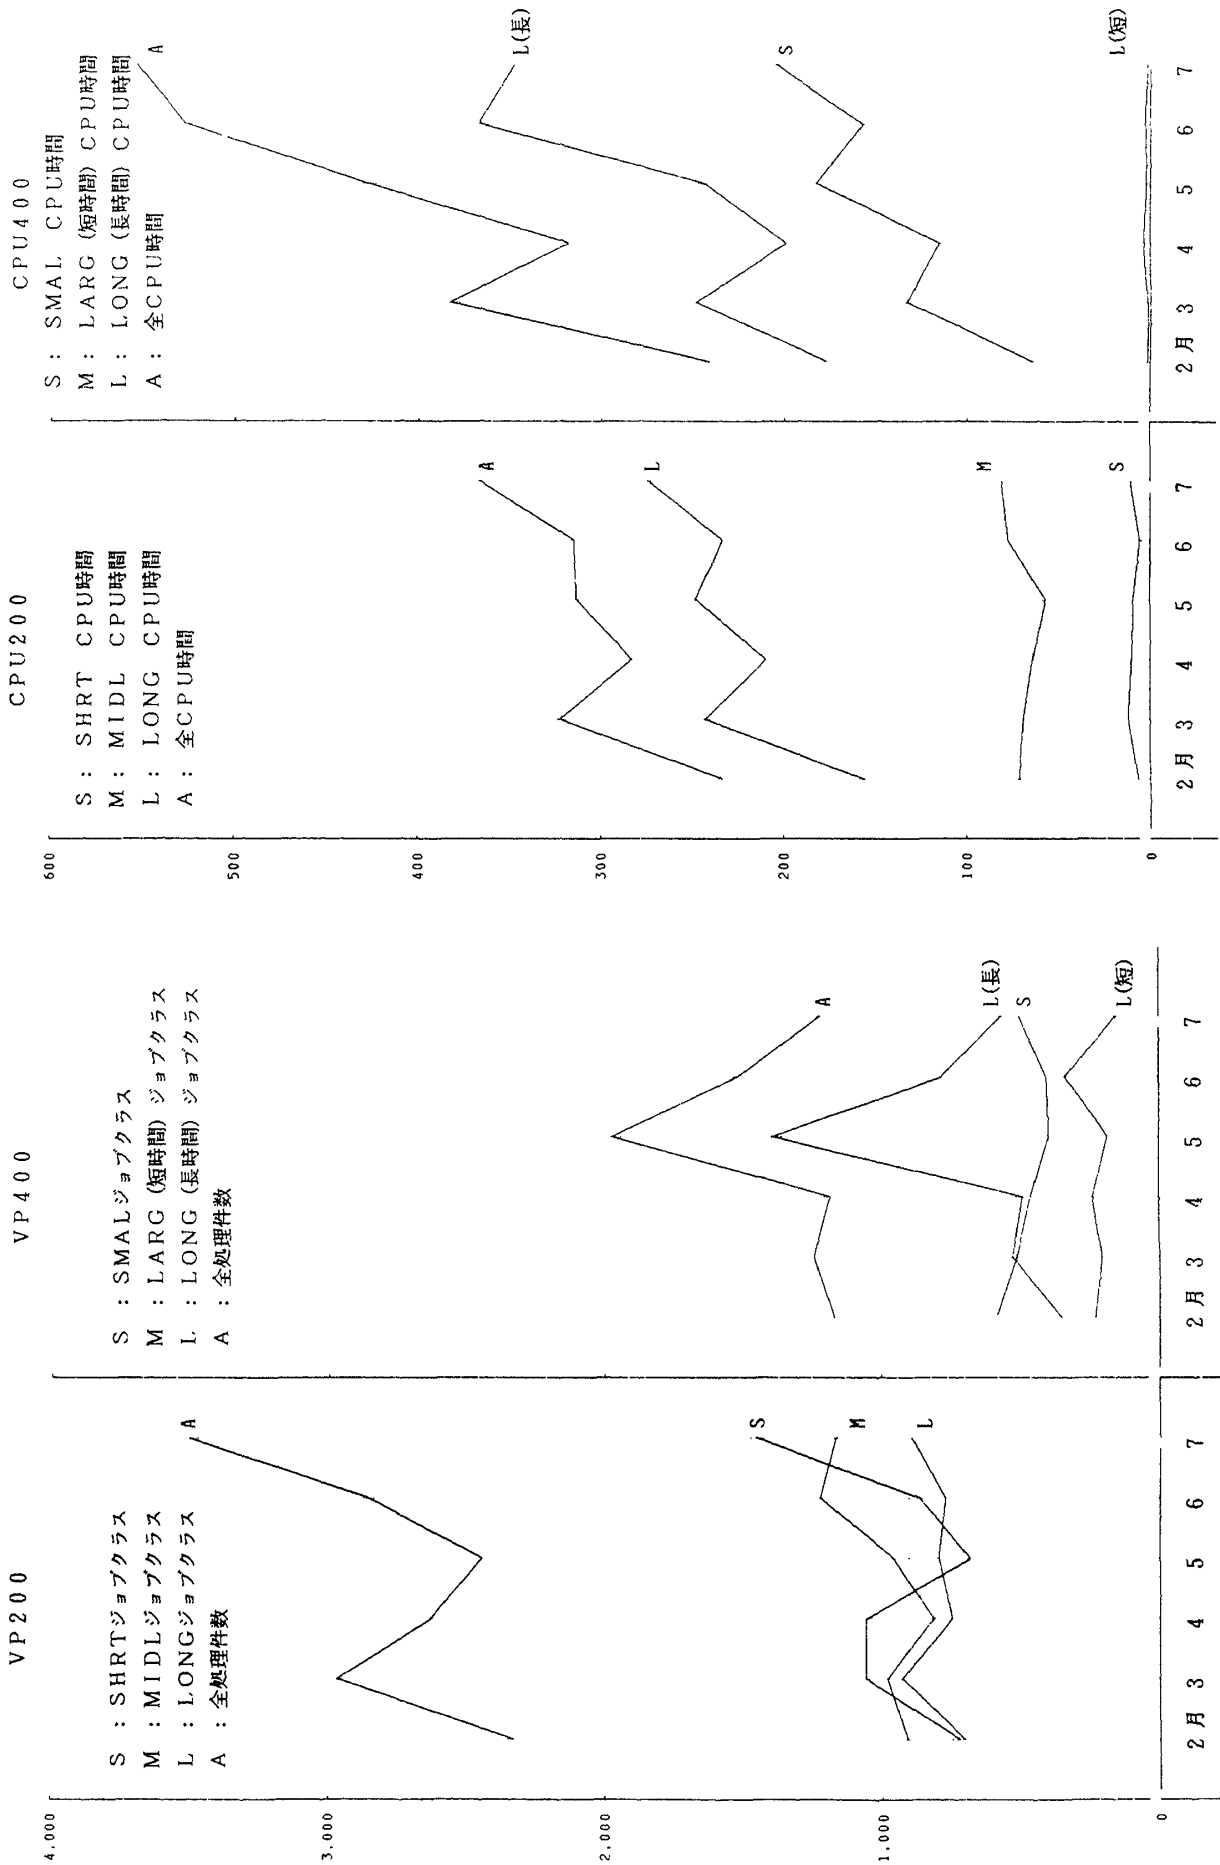 VP200
S : SHRTジョブクラス
M : MIDLジョブクラス
L : LONGジョブクラス
A : 全処理件数
4.000
3.000
2.000
1.000
0
A
S
M
L
2月 3 4 5 6 7
VP400
S : SMALジョブクラス
M : LARG (短時間) ジョブクラス
L : LONG (長時間) ジョブクラス
A : 全処理件数
A
L(長)
S
L(短)
2月 3 4 5 6 7
CPU200
S : SHRT CPU時間
M : MIDL CPU時間
L : LONG CPU時間
A : 全CPU時間
600
500
400
300
200
100
0
A
L
M
S
2月 3 4 5 6 7
CPU400
S : SMAL CPU時間
M : LARG (短時間) CPU時間
L : LONG (長時間) CPU時間
A : 全CPU時間
A
L(長)
S
L(短)
2月 3 4 5 6 7